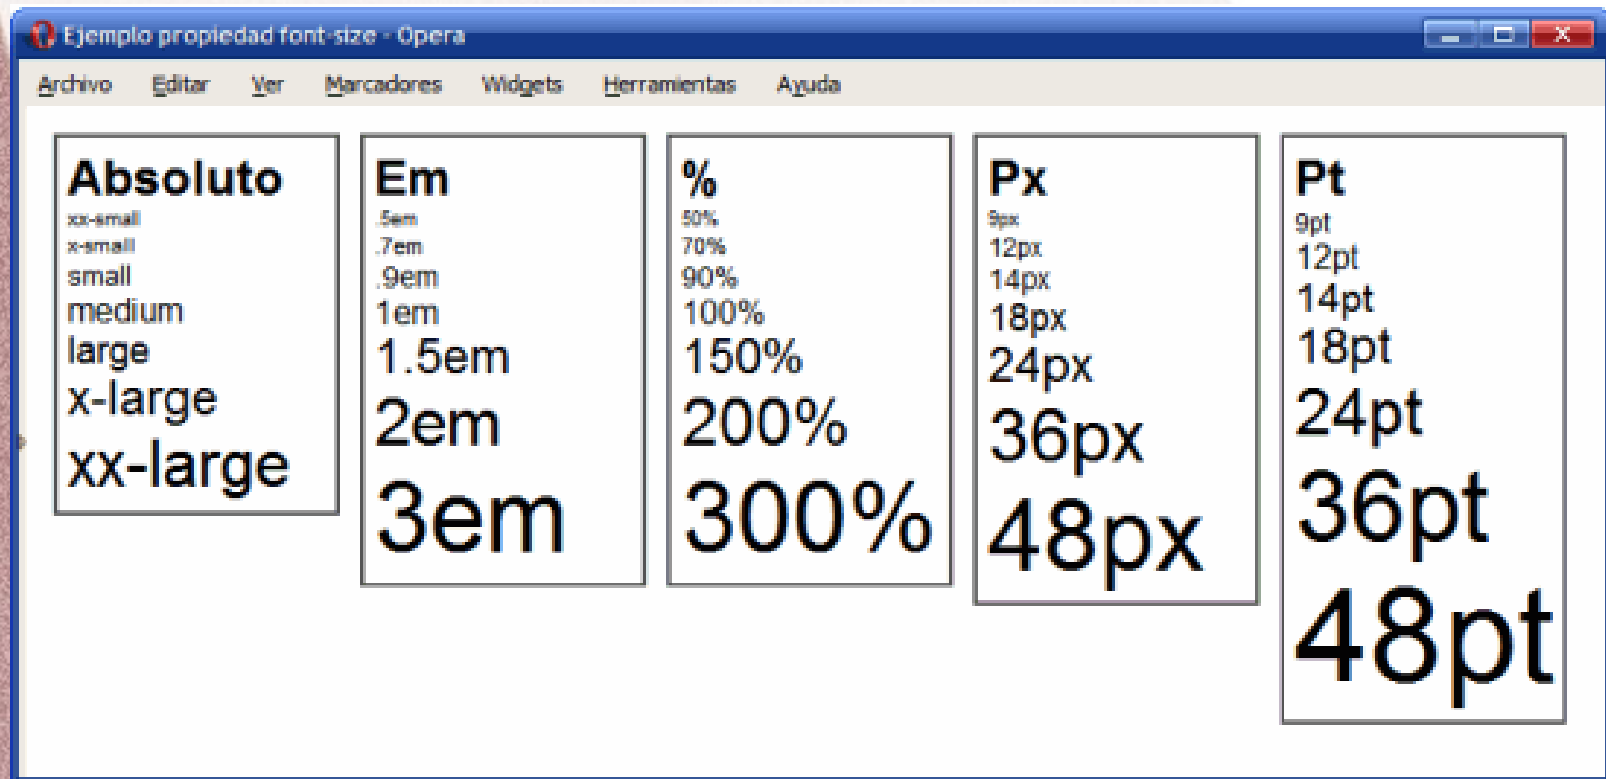 Ejemplo propiedad font-size - Opera
Archivo Editar Ver Marcadores Widgets Herramientas Ayuda
Absoluto
xx-small
x-small
small
medium
large
x-large
xx-large
Em
.5em
.7em
.9em
1em
1.5em
2em
3em
%
50%
70%
90%
100%
150%
200%
300%
Px
9px
12px
14px
18px
24px
36px
48px
Pt
9pt
12pt
14pt
18pt
24pt
36pt
48pt